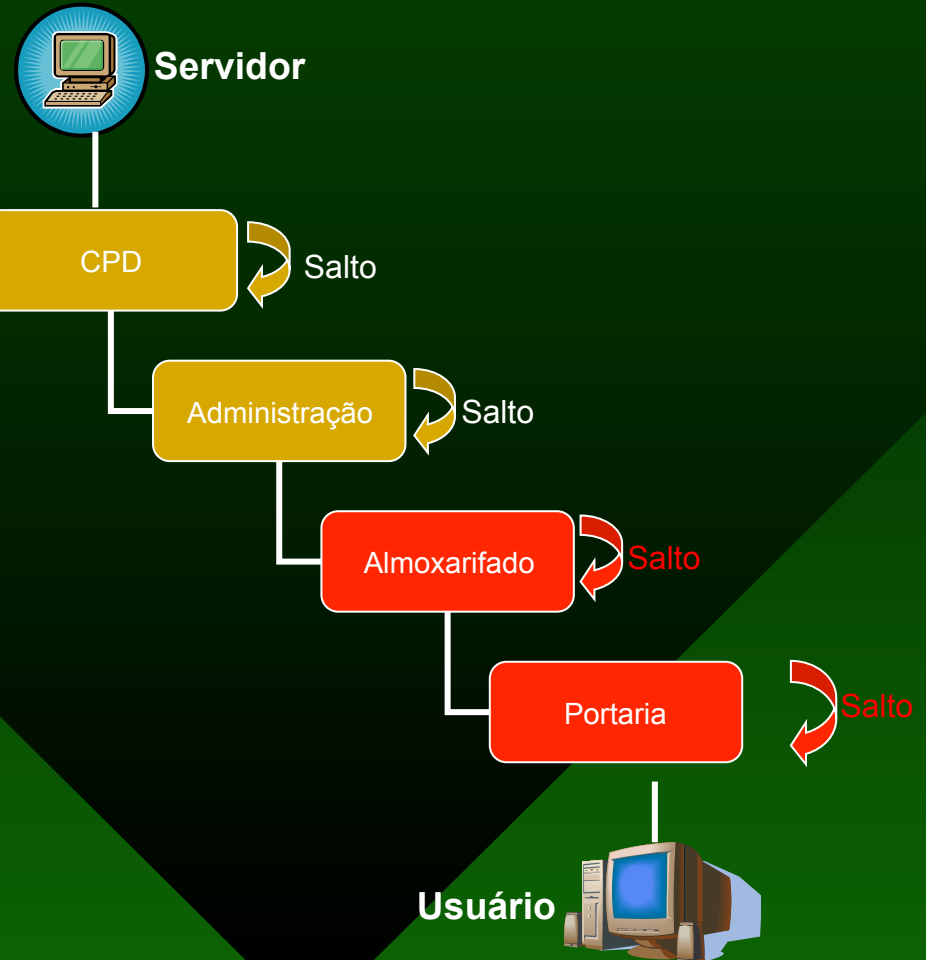 Servidor
CPD
Salto
Administração
Salto
Almoxarifado
Salto
Portaria
Salto
Usuário